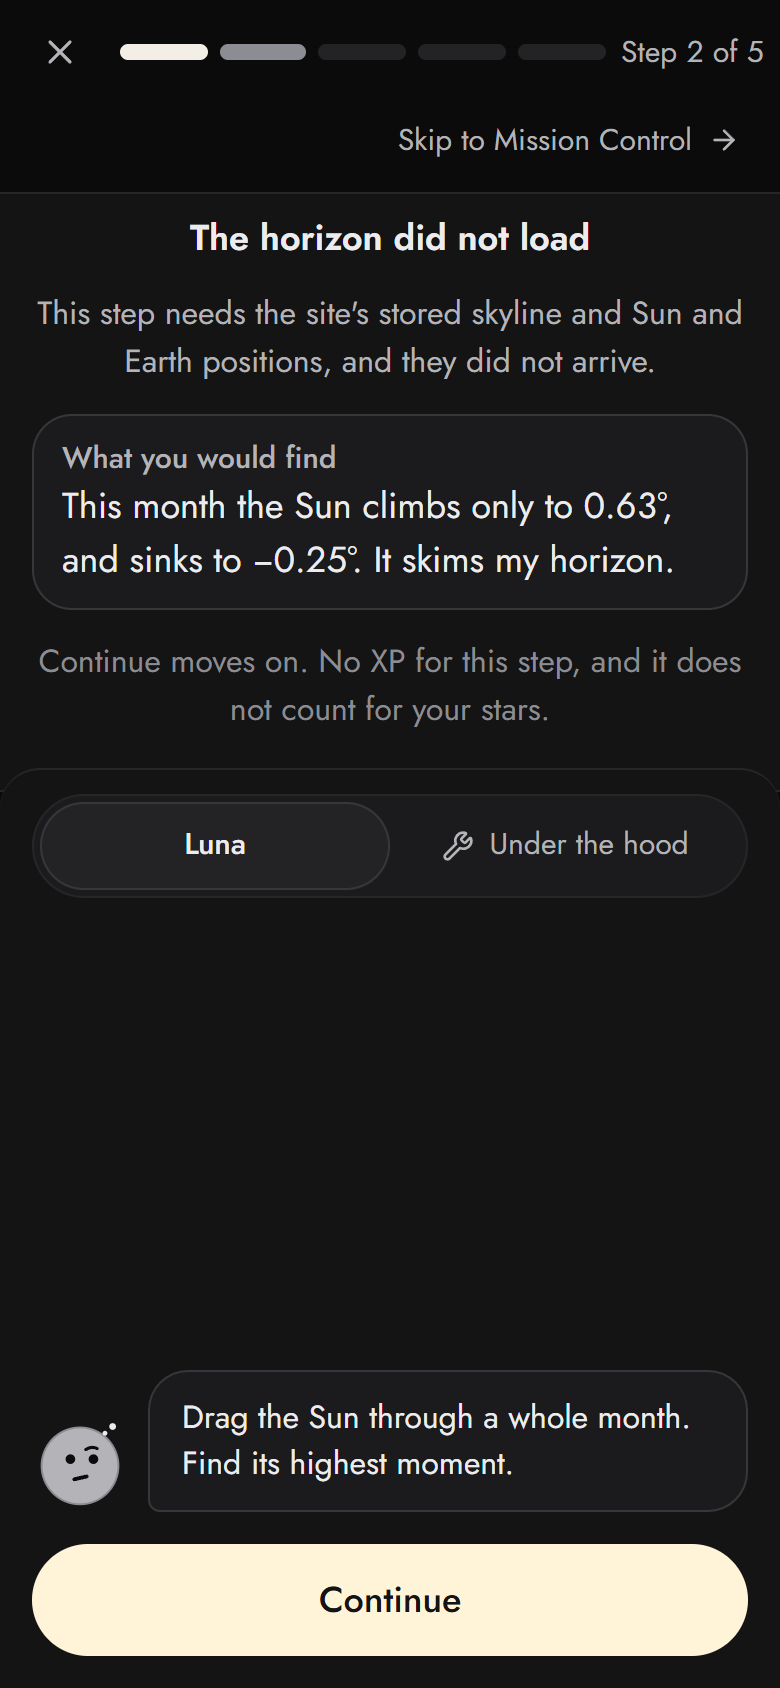 Step 2 of 5
Skip to Mission Control →
The horizon did not load
This step needs the site's stored skyline and Sun and
Earth positions, and they did not arrive.
What you would find
This month the Sun climbs only to 0.63°,
and sinks to −0.25°. It skims my horizon.
Continue moves on. No XP for this step, and it does
not count for your stars.
Luna
Under the hood
Drag the Sun through a whole month.
Find its highest moment.
Continue